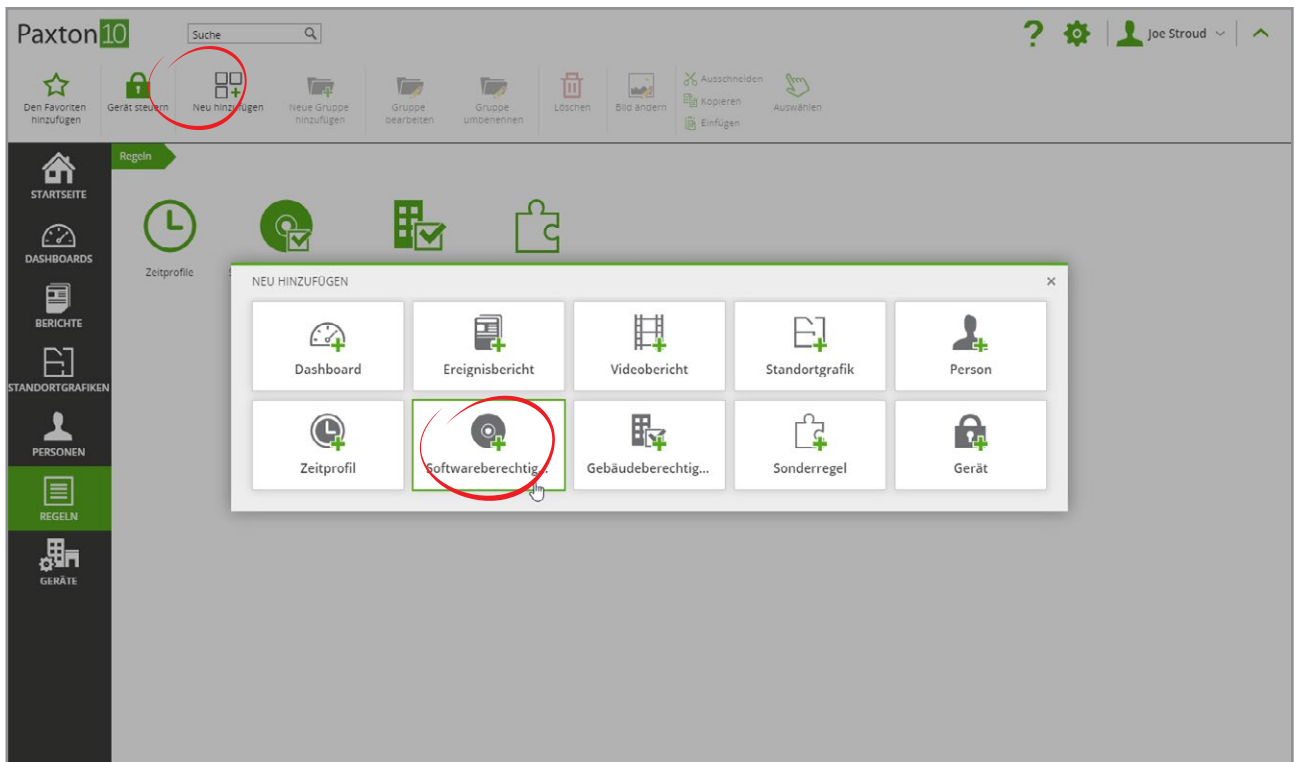 Paxton 10
Suche
Joe Stroud
Den Favoriten
hinzufügen
Gerät steuern
Neu hinzufügen
Neue Gruppe
hinzufügen
Gruppe
bearbeiten
Gruppe
umbenennen
Löschen
Bild ändern
Ausschneiden
Kopieren
Einfügen
Auswählen
STARTSEITE
DASHBOARDS
BERICHTE
STANDORTGRAFIKEN
PERSONEN
REGELN
GERÄTE
Regeln
Zeitprofile
NEU HINZUFÜGEN
Dashboard
Ereignisbericht
Videobericht
Standortgrafik
Person
Zeitprofil
Softwareberechtig...
Gebäudeberechtig...
Sonderregel
Gerät